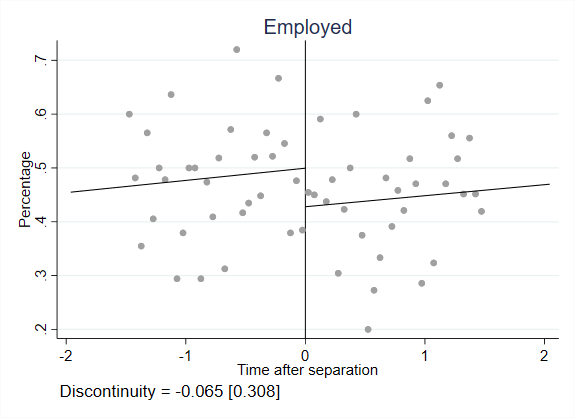 Employed
Percentage
.7
.6
.5
.4
.3
.2
-2 -1 0 1 2
Time after separation
Discontinuity = -0.065 [0.308]